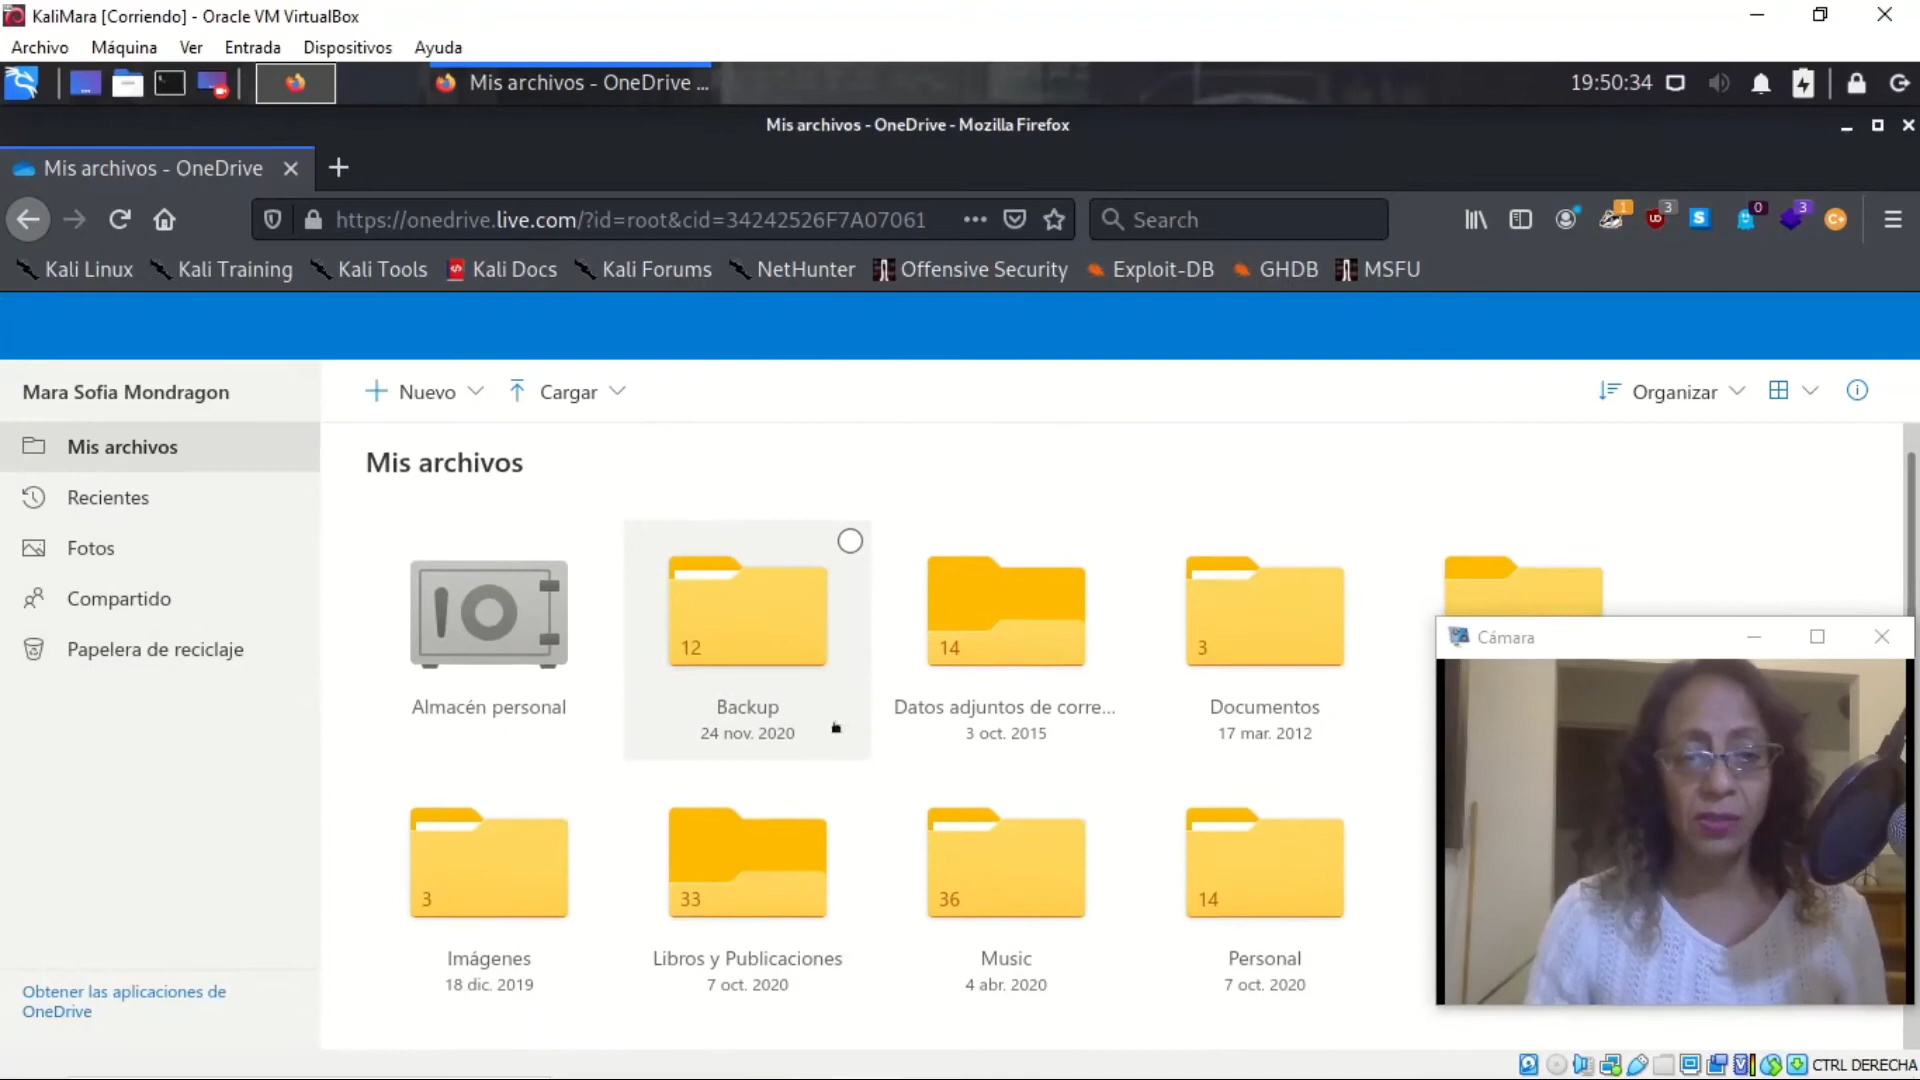 KaliMara [Corriendo] - Oracle VM VirtualBox
Archivo Máquina Ver Entrada Dispositivos Ayuda
Mis archivos - OneDrive ... 19:50:34
Mis archivos - OneDrive - Mozilla Firefox
Mis archivos - OneDrive
https://onedrive.live.com/?id=root&cid=34242526F7A07061 Search 1 3 0 3
Kali Linux Kali Training Kali Tools Kali Docs Kali Forums NetHunter Offensive Security Exploit-DB GHDB MSFU
Mara Sofia Mondragon Nuevo Cargar Organizar
Mis archivos
Recientes
Fotos
Compartido
Papelera de reciclaje
Obtener las aplicaciones de
OneDrive
Mis archivos
12 14 3
Almacén personal Backup Datos adjuntos de corre... Documentos
24 nov. 2020 3 oct. 2015 17 mar. 2012
3 33 36 14
Imágenes Libros y Publicaciones Music Personal
18 dic. 2019 7 oct. 2020 4 abr. 2020 7 oct. 2020
Cámara
CTRL DERECHA